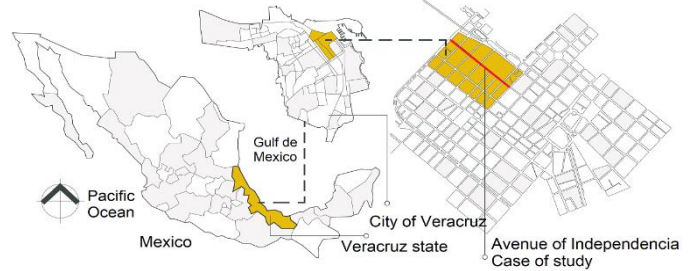 Gulf de
Mexico
Pacific
Ocean
Mexico
City of Veracruz
Veracruz state
Avenue of Independencia
Case of study